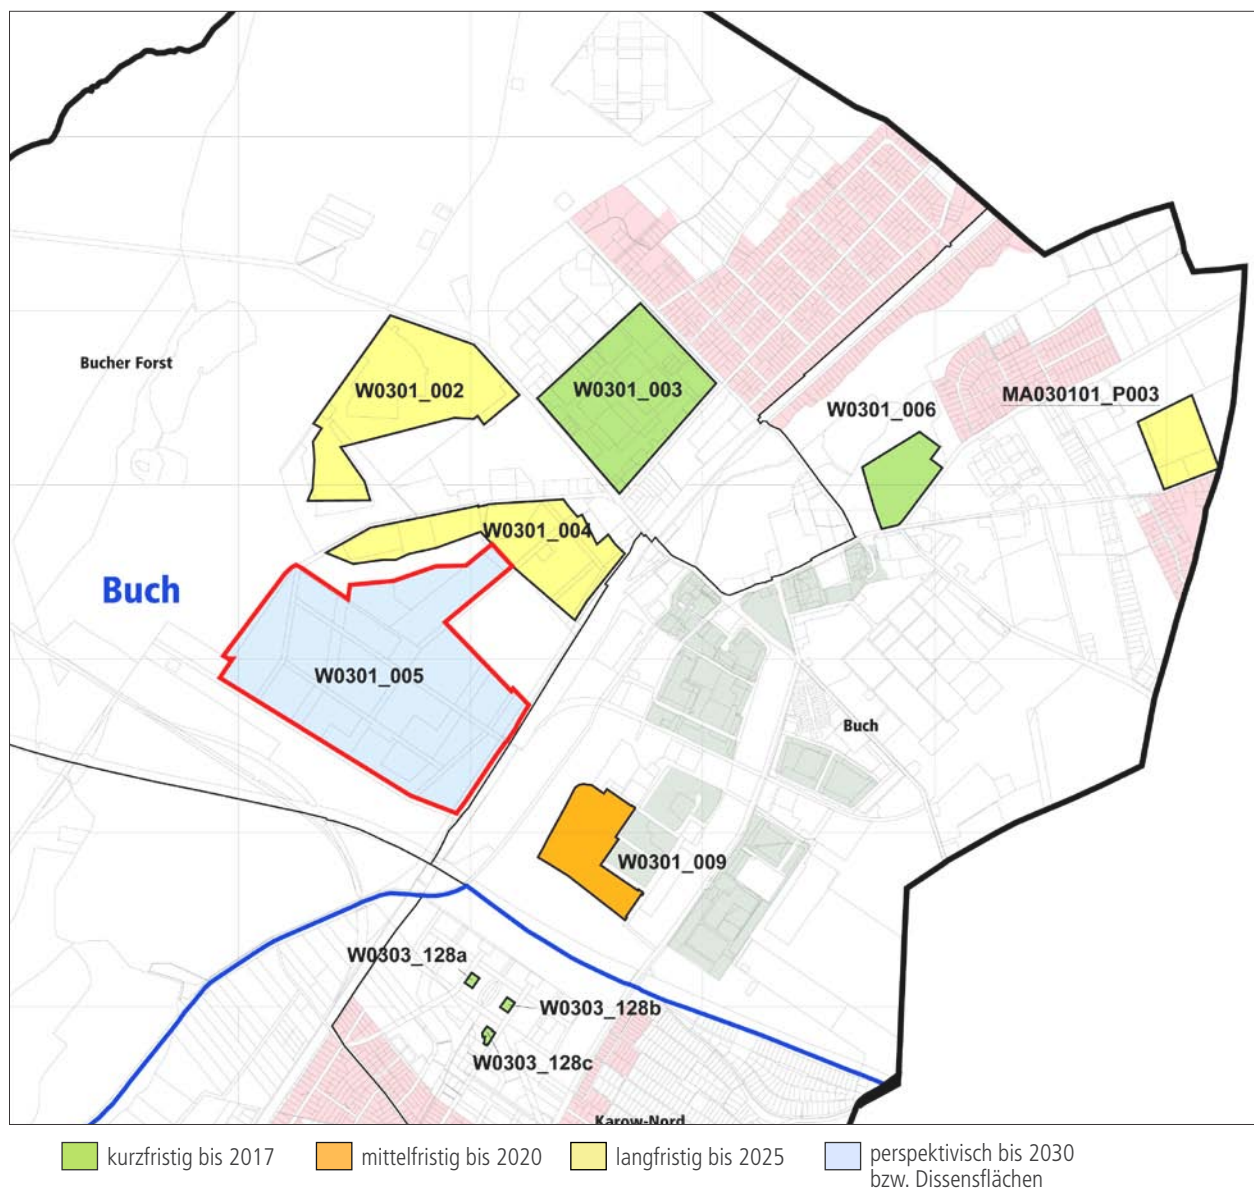 Bucher Forst
W0301_002
W0301_003
W0301_006
MA030101_P003
W0301_004
Buch
W0301_005
Buch
W0301_009
W0303_128a
W0303_128b
W0303_128c
Karow-Nord
kurzfristig bis 2017
mittelfristig bis 2020
langfristig bis 2025
perspektivisch bis 2030
bzw. Dissensflächen